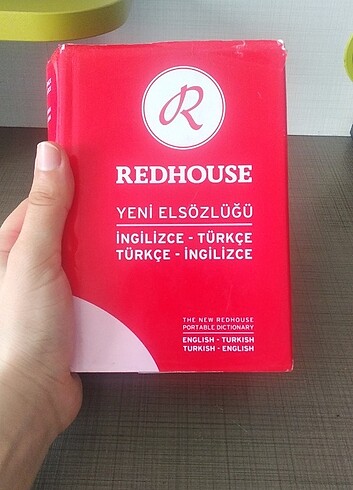 R
REDHOUSE
YENİ ELSÖZLÜĞÜ
İNGİLİZCE - TÜRKÇE
TÜRKÇE - İNGİLİZCE
THE NEW REDHOUSE
PORTABLE DICTIONARY
ENGLISH - TURKISH
TURKISH - ENGLISH